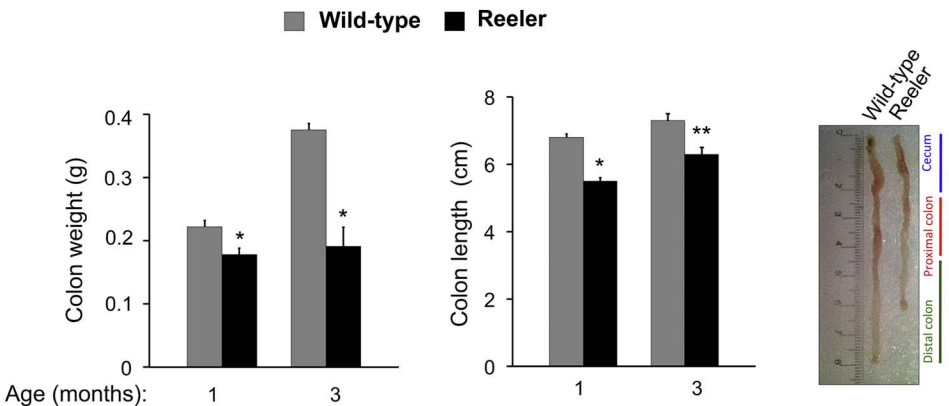 Wild-type Reeler
Colon weight (g)
0.4
0.3
0.2
0.1
0
* *
Age (months): 1 3
Colon length (cm)
8
6
4
2
0
* **
1 3
Wild-type
Reeler
Cecum
Proximal colon
Distal colon